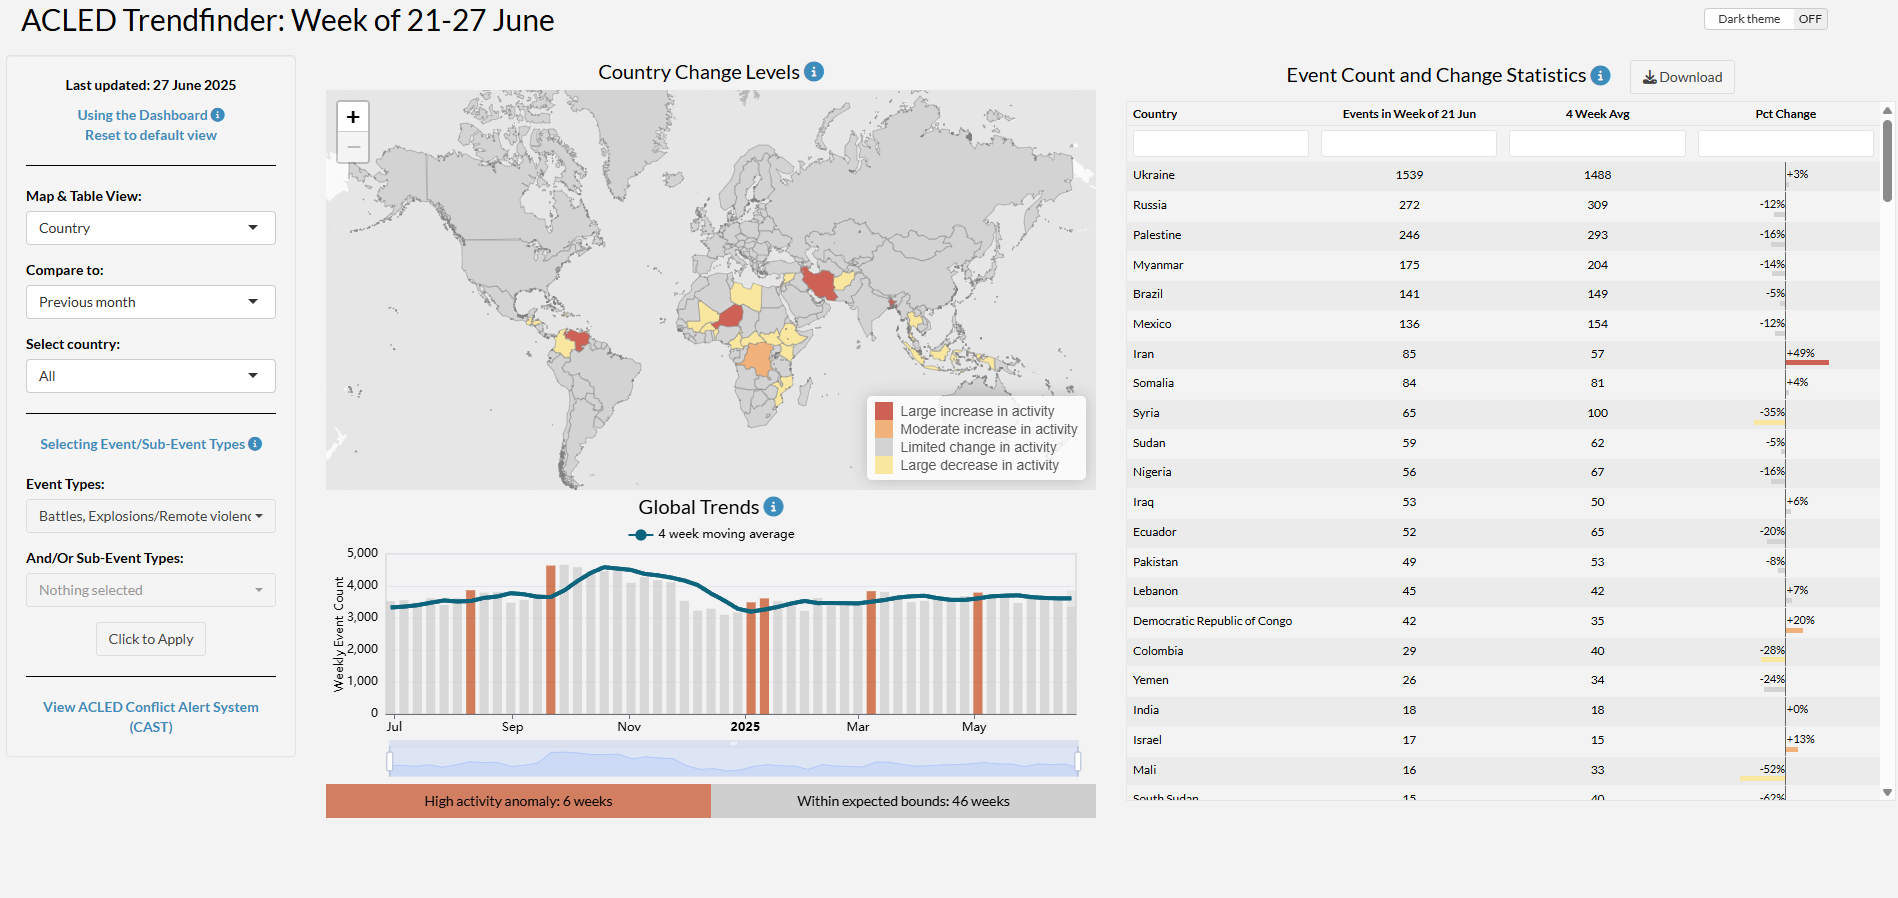 ACLED Trendfinder: Week of 21-27 June
Dark theme OFF
Last updated: 27 June 2025
Using the Dashboard
Reset to default view
Map & Table View:
Country
Compare to:
Previous month
Select country:
All
Selecting Event/Sub-Event Types
Event Types:
Battles, Explosions/Remote violenc
And/Or Sub-Event Types:
Nothing selected
Click to Apply
View ACLED Conflict Alert System
(CAST)
Country Change Levels
+
−
Large increase in activity
Moderate increase in activity
Limited change in activity
Large decrease in activity
Global Trends
4 week moving average
Weekly Event Count
5,000
4,000
3,000
2,000
1,000
0
Jul Sep Nov 2025 Mar May
High activity anomaly: 6 weeks
Within expected bounds: 46 weeks
Event Count and Change Statistics
Download
Country Events in Week of 21 Jun 4 Week Avg Pct Change
Ukraine 1539 1488 +3%
Russia 272 309 -12%
Palestine 246 293 -16%
Myanmar 175 204 -14%
Brazil 141 149 -5%
Mexico 136 154 -12%
Iran 85 57 +49%
Somalia 84 81 +4%
Syria 65 100 -35%
Sudan 59 62 -5%
Nigeria 56 67 -16%
Iraq 53 50 +6%
Ecuador 52 65 -20%
Pakistan 49 53 -8%
Lebanon 45 42 +7%
Democratic Republic of Congo 42 35 +20%
Colombia 29 40 -28%
Yemen 26 34 -24%
India 18 18 +0%
Israel 17 15 +13%
Mali 16 33 -52%
South Sudan 15 40 -62%